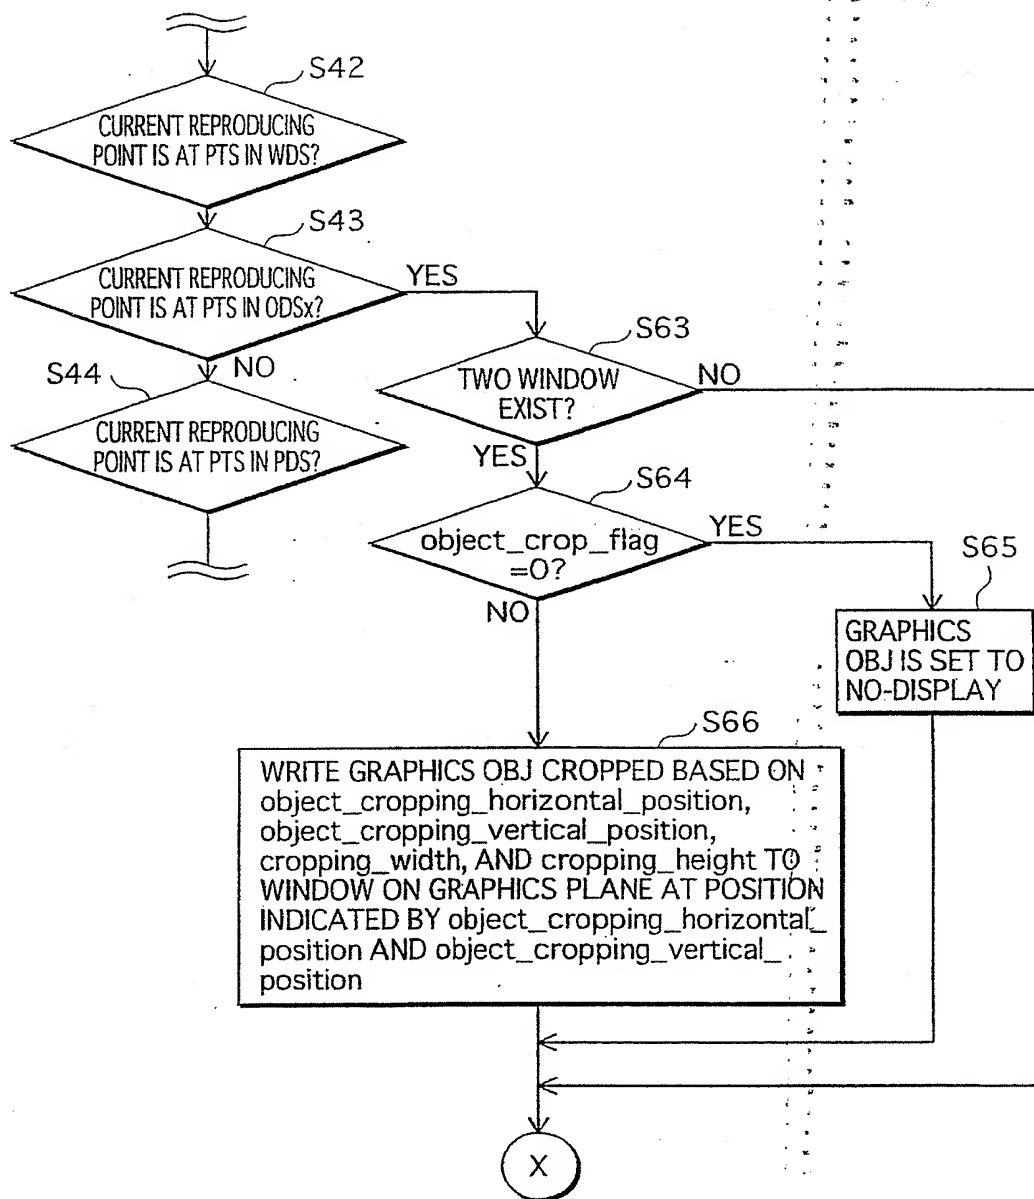 S42
CURRENT REPRODUCING
POINT IS AT PTS IN WDS?
S43
CURRENT REPRODUCING
POINT IS AT PTS IN ODSx?
YES
NO
S44
CURRENT REPRODUCING
POINT IS AT PTS IN PDS?
S63
TWO WINDOW
EXIST?
NO
YES
S64
object_crop_flag
=0?
YES
NO
S65
GRAPHICS
OBJ IS SET TO
NO-DISPLAY
S66
WRITE GRAPHICS OBJ CROPPED BASED ON
object_cropping_horizontal_position,
object_cropping_vertical_position,
cropping_width, AND cropping_height TO
WINDOW ON GRAPHICS PLANE AT POSITION
INDICATED BY object_cropping_horizontal_
position AND object_cropping_vertical_
position
X